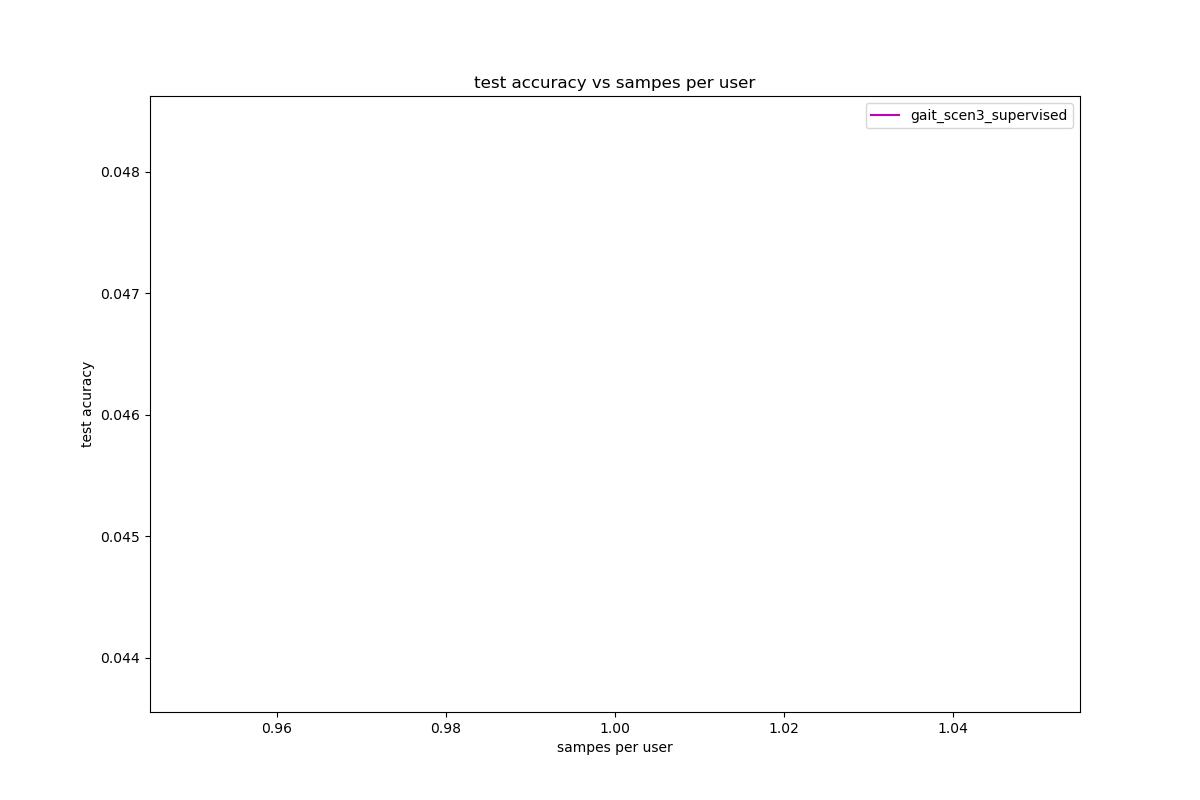 test accuracy vs sampes per user
gait_scen3_supervised
0.048
0.047
0.046
0.045
0.044
test acuracy
0.96 0.98 1.00 1.02 1.04
sampes per user